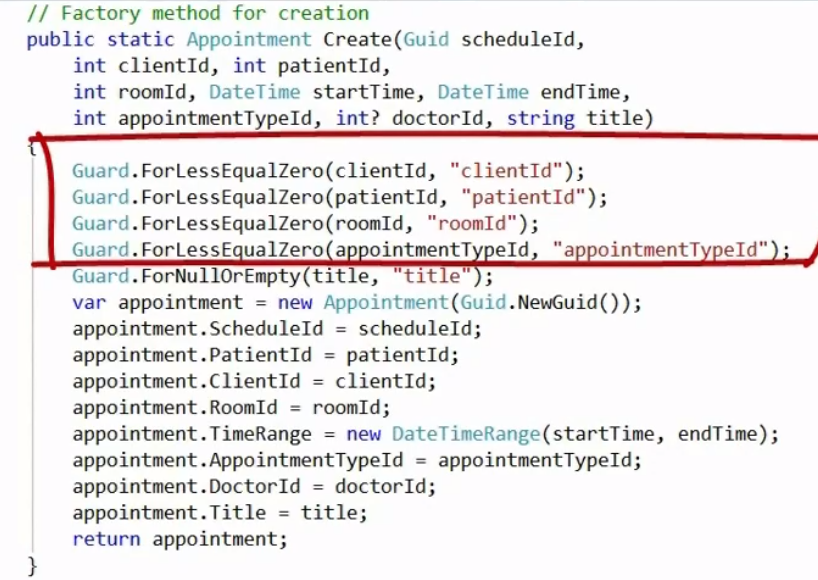 // Factory method for creation
public static Appointment Create(Guid scheduleId,
int clientId, int patientId,
int roomId, DateTime startTime, DateTime endTime,
int appointmentTypeId, int? doctorId, string title)
{
Guard.ForLessEqualZero(clientId, "clientId");
Guard.ForLessEqualZero(patientId, "patientId");
Guard.ForLessEqualZero(roomId, "roomId");
Guard.ForLessEqualZero(appointmentTypeId, "appointmentTypeId");
Guard.ForNullOrEmpty(title, "title");
var appointment = new Appointment(Guid.NewGuid());
appointment.ScheduleId = scheduleId;
appointment.PatientId = patientId;
appointment.ClientId = clientId;
appointment.RoomId = roomId;
appointment.TimeRange = new DateTimeRange(startTime, endTime);
appointment.AppointmentTypeId = appointmentTypeId;
appointment.DoctorId = doctorId;
appointment.Title = title;
return appointment;
}